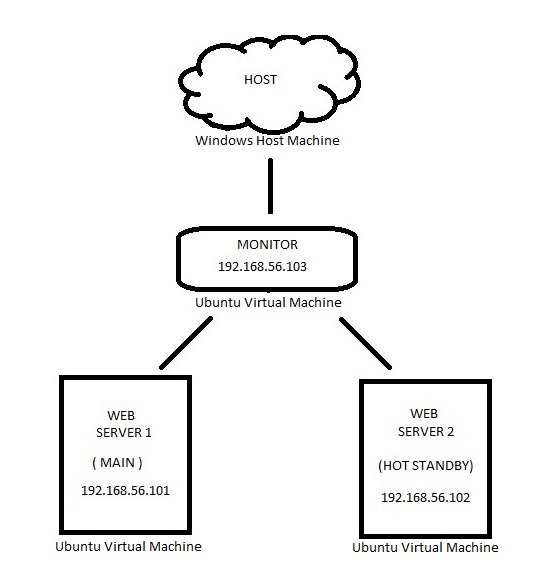 HOST
Windows Host Machine
MONITOR
192.168.56.103
Ubuntu Virtual Machine
WEB
SERVER 1
( MAIN )
192.168.56.101
Ubuntu Virtual Machine
WEB
SERVER 2
(HOT STANDBY)
192.168.56.102
Ubuntu Virtual Machine